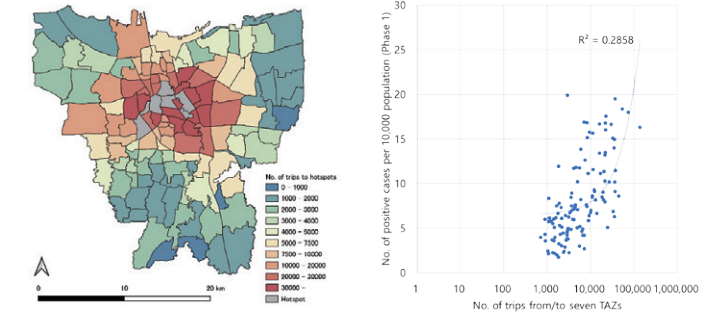 No. of trips to hotspots
0 - 1000
1000 - 2000
2000 - 3000
3000 - 4000
4000 - 5000
5000 - 7500
7500 - 10000
10000 - 20000
20000 - 30000
30000 -
Hotspot
0 10 20 km
No. of positive cases per 10,000 population (Phase 1)
30
25
20
15
10
5
0
R² = 0.2858
1 10 100 1,000 10,000 100,000 1,000,000
No. of trips from/to seven TAZs